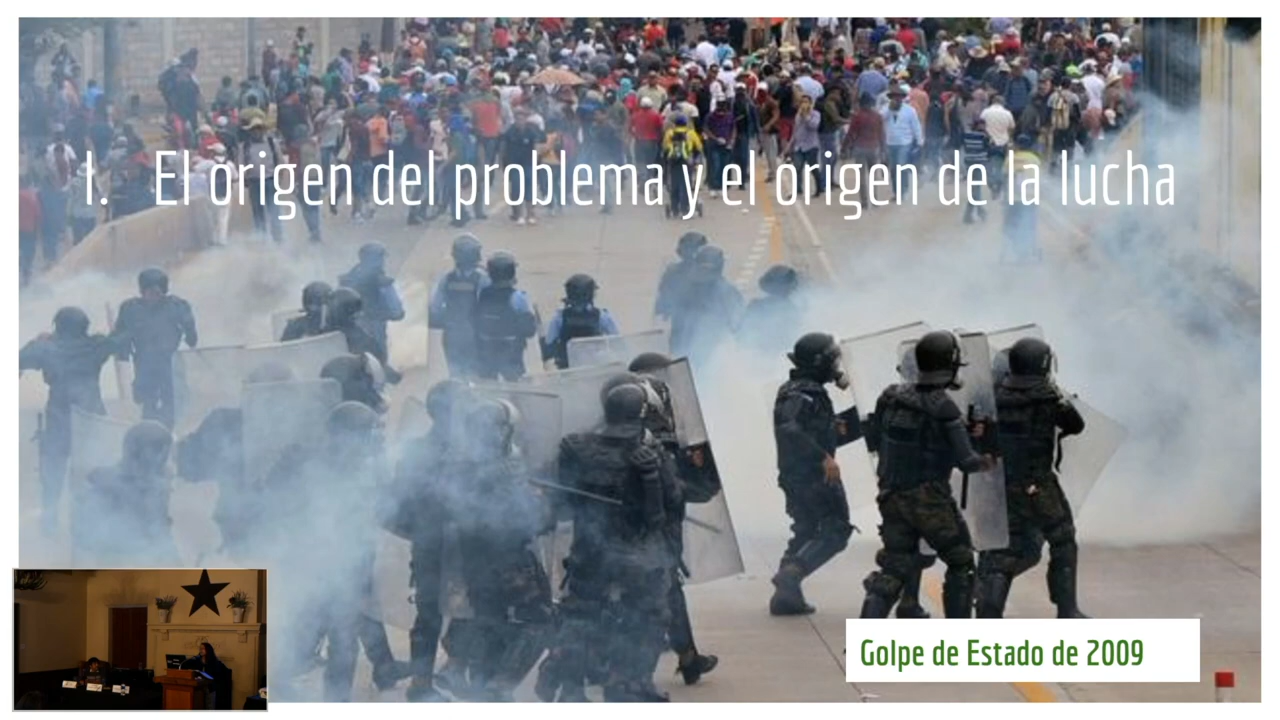 I. El origen del problema y el origen de la lucha
Golpe de Estado de 2009